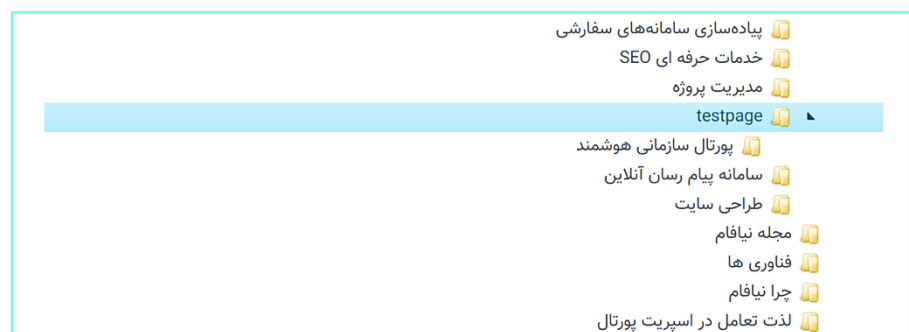 پیاده‌سازی سامانه‌های سفارشی
خدمات حرفه ای SEO
مدیریت پروژه
testpage
پورتال سازمانی هوشمند
سامانه پیام رسان آنلاین
طراحی سایت
مجله نیافام
فناوری ها
چرا نیافام
لذت تعامل در اسپریت پورتال